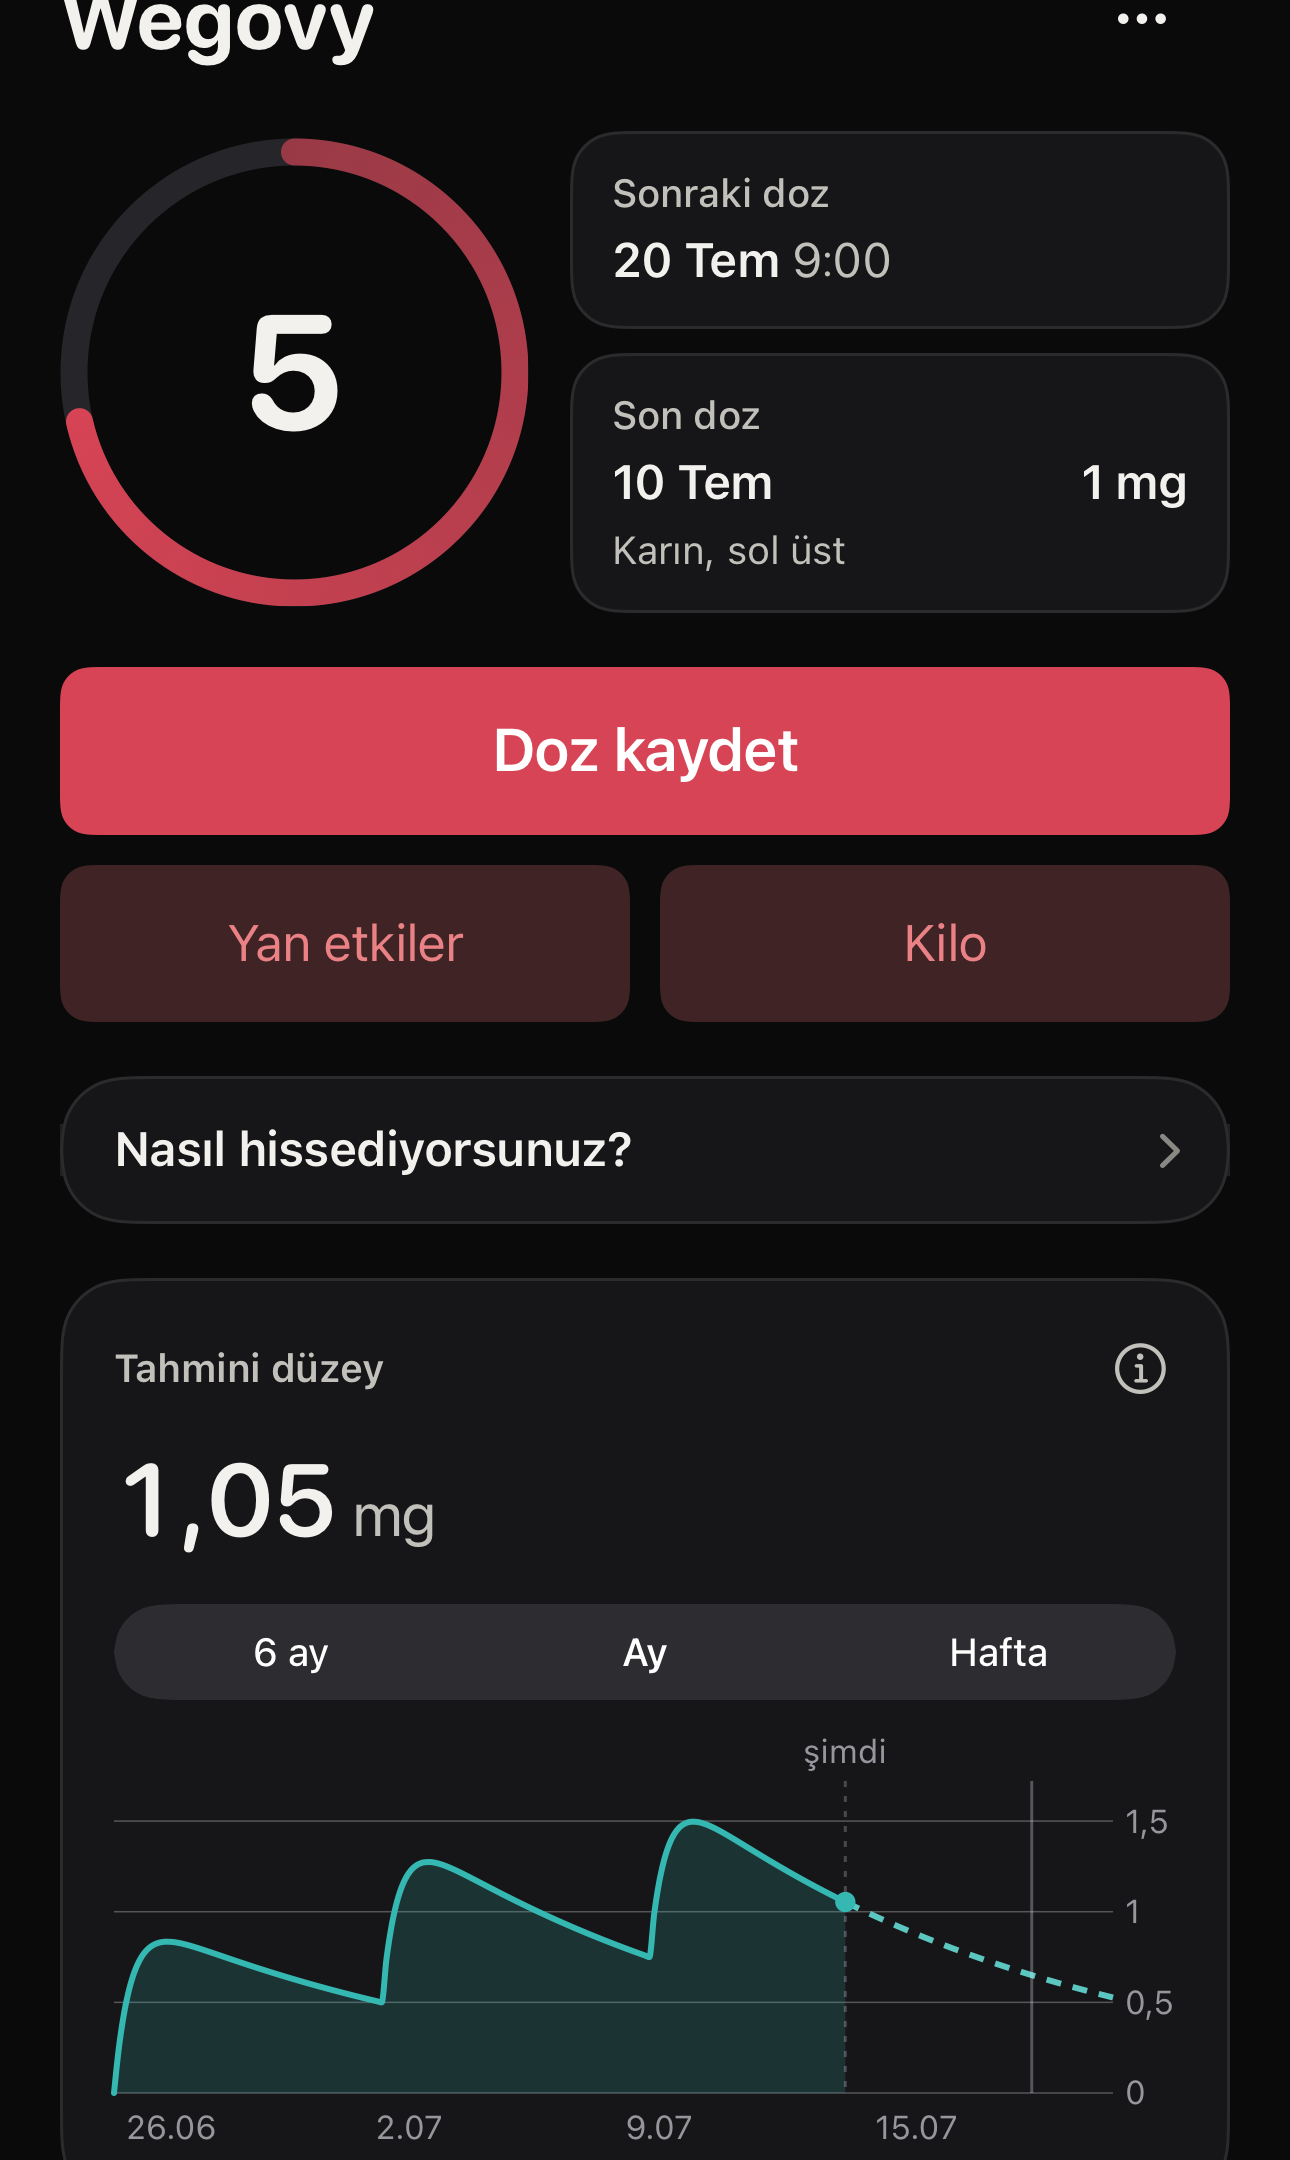 Wegovy
5
Sonraki doz
20 Tem 9:00
Son doz
10 Tem 1 mg
Karın, sol üst
Doz kaydet
Yan etkiler
Kilo
Nasıl hissediyorsunuz?
Tahmini düzey
1,05 mg
6 ay
Ay
Hafta
şimdi
1,5
1
0,5
0
26.06
2.07
9.07
15.07